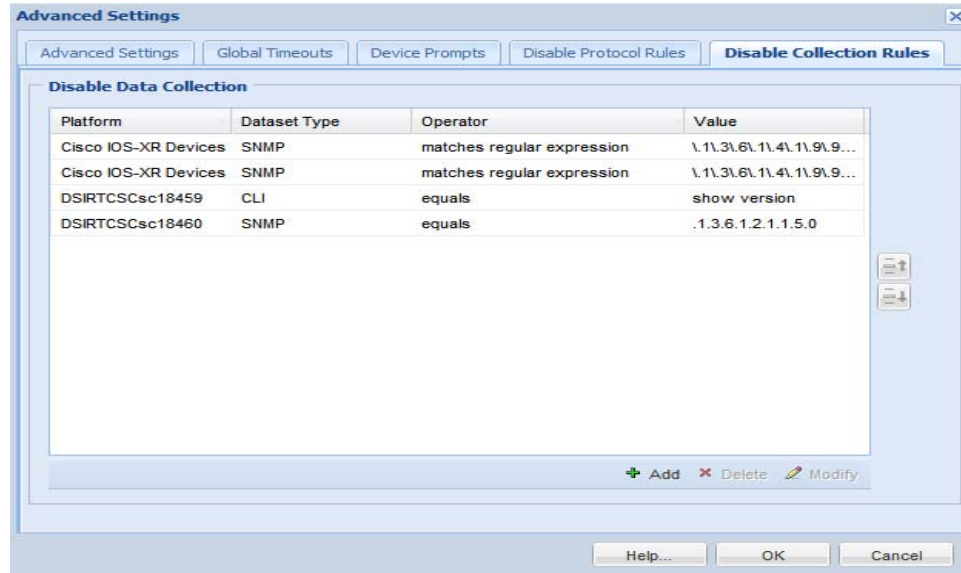 Advanced Settings
Advanced Settings Global Timeouts Device Prompts Disable Protocol Rules Disable Collection Rules
Disable Data Collection
Platform Dataset Type Operator Value
Cisco IOS-XR Devices SNMP matches regular expression \.1\.3\.6\.1\.4\.1\.9\.9...
Cisco IOS-XR Devices SNMP matches regular expression \.1\.3\.6\.1\.4\.1\.9\.9...
DSIRTCSCsc18459 CLI equals show version
DSIRTCSCsc18460 SNMP equals .1.3.6.1.2.1.1.5.0
Add Delete Modify
Help... OK Cancel